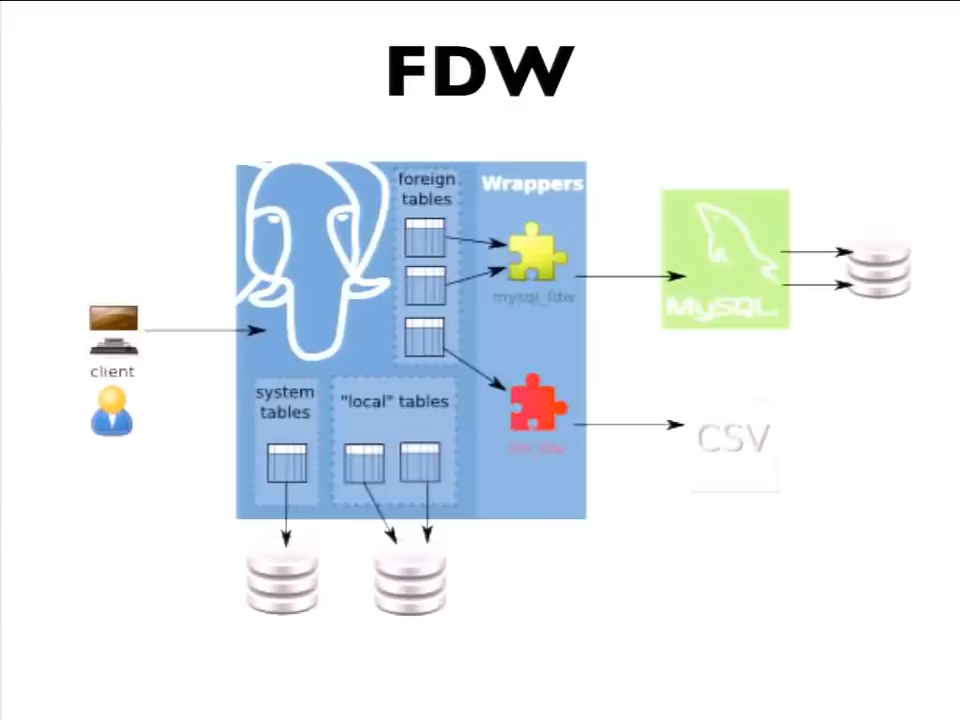 FDW
foreign
tables
Wrappers
mysql_fdw
MySQL
client
system
tables
"local" tables
CSV